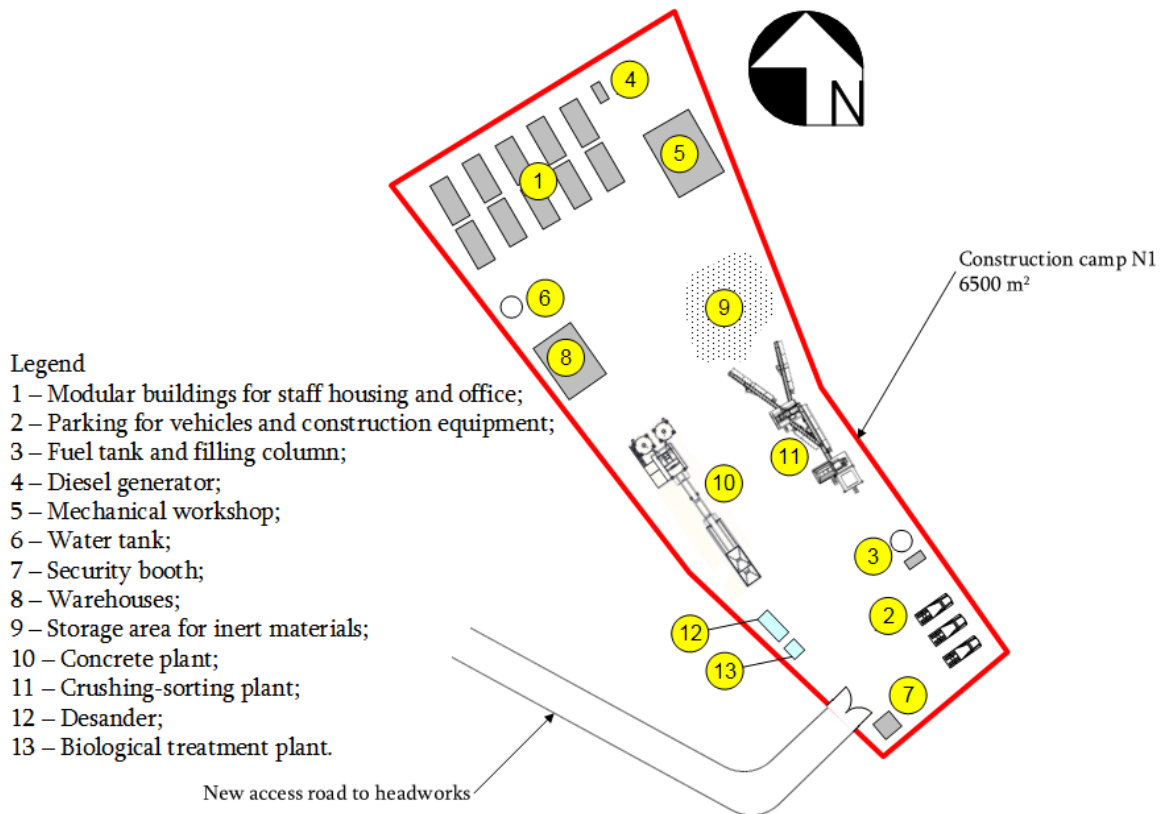 N
4
5
1
Construction camp N1
6500 m²
6
9
8
Legend
1 – Modular buildings for staff housing and office;
2 – Parking for vehicles and construction equipment;
3 – Fuel tank and filling column;
4 – Diesel generator;
5 – Mechanical workshop;
6 – Water tank;
7 – Security booth;
8 – Warehouses;
9 – Storage area for inert materials;
10 – Concrete plant;
11 – Crushing-sorting plant;
12 – Desander;
13 – Biological treatment plant.
11
10
3
2
12
13
7
New access road to headworks